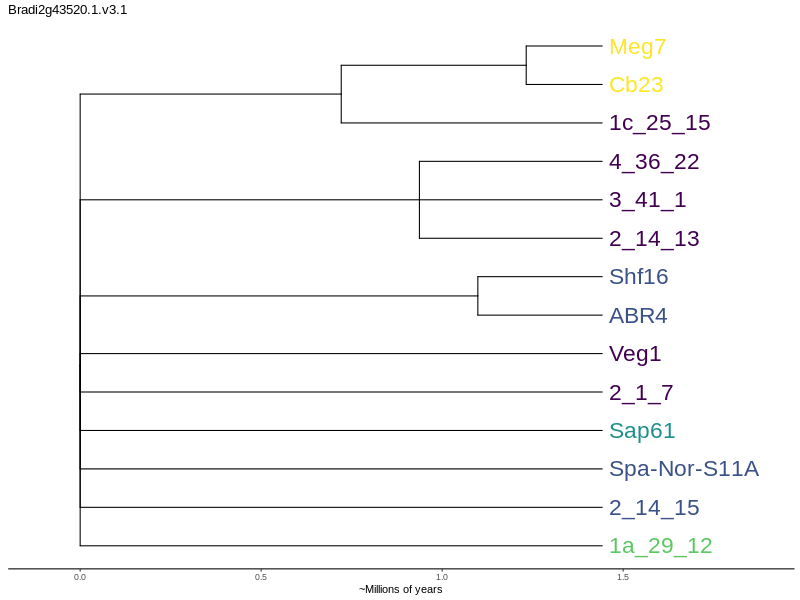 Bradi2g43520.1.v3.1
Meg7
Cb23
1c_25_15
4_36_22
3_41_1
2_14_13
Shf16
ABR4
Veg1
2_1_7
Sap61
Spa-Nor-S11A
2_14_15
1a_29_12
0.0 0.5 1.0 1.5
~Millions of years